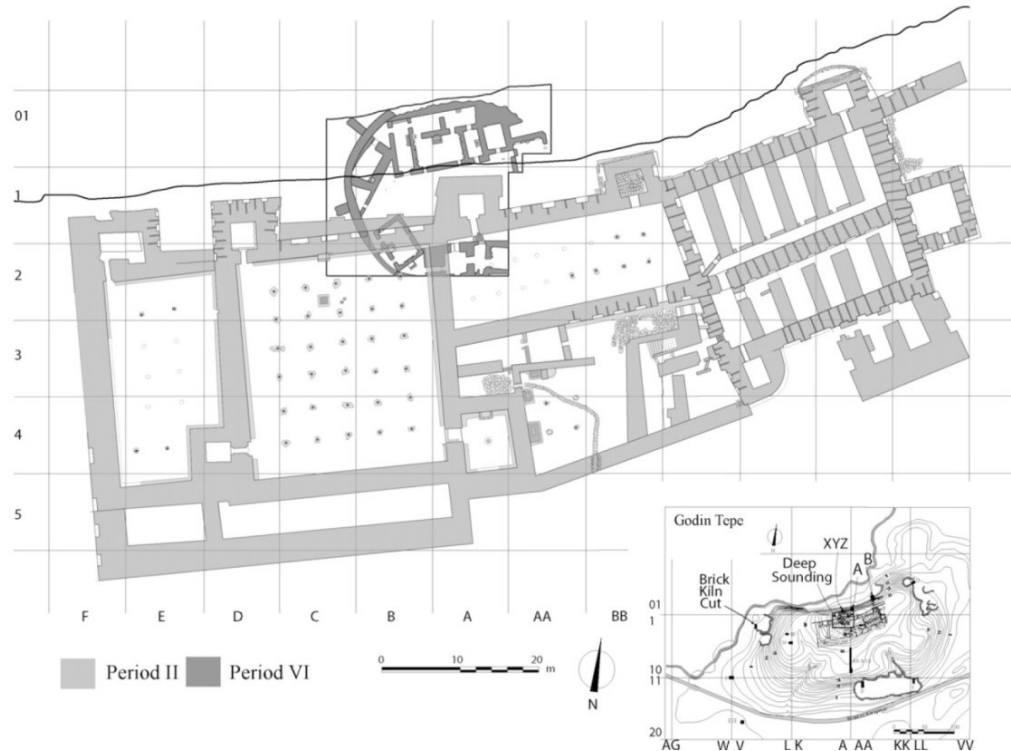 01
1
2
3
4
5
F E D C B A AA BB
Period II
Period VI
0 10 20
m
N
Godin Tepe
N
XYZ
B
A
Deep
Sounding
Brick
Kiln
Cut
01
1
10
11
20
AG W V L K A AA KK LL VV